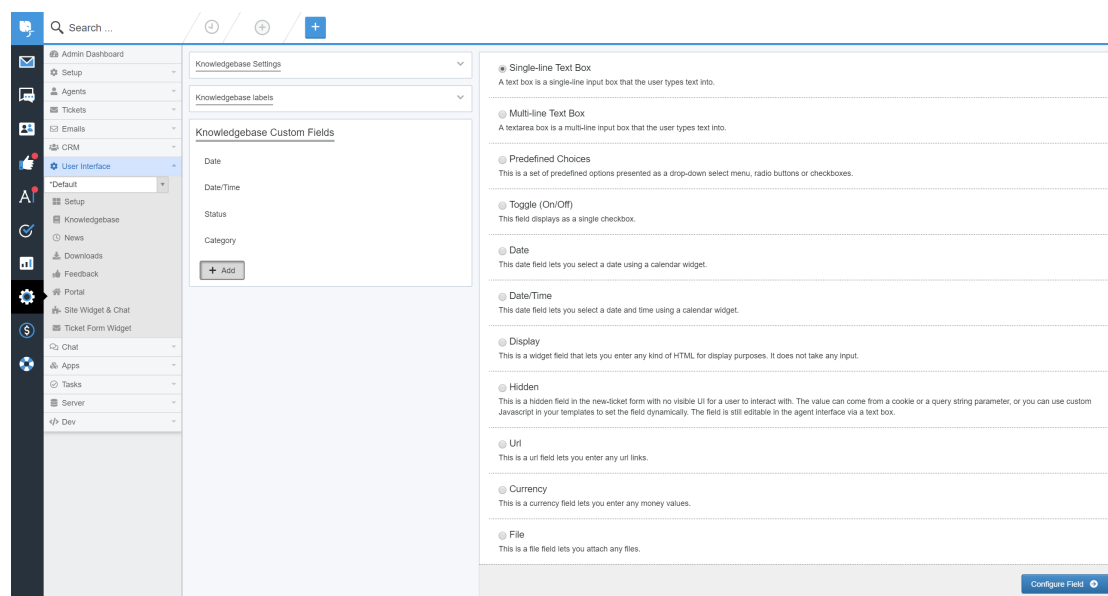 Search ...
+
Admin Dashboard
Setup
Agents
Tickets
Emails
CRM
User Interface
*Default
Setup
Knowledgebase
News
Downloads
Feedback
Portal
Site Widget & Chat
Ticket Form Widget
Chat
Apps
Tasks
Server
Dev
Knowledgebase Settings
Knowledgebase labels
Knowledgebase Custom Fields
Date
Date/Time
Status
Category
+ Add
Single-line Text Box
A text box is a single-line input box that the user types text into.
Multi-line Text Box
A textarea box is a multi-line input box that the user types text into.
Predefined Choices
This is a set of predefined options presented as a drop-down select menu, radio buttons or checkboxes.
Toggle (On/Off)
This field displays as a single checkbox.
Date
This date field lets you select a date using a calendar widget.
Date/Time
This date field lets you select a date and time using a calendar widget.
Display
This is a widget field that lets you enter any kind of HTML for display purposes. It does not take any input.
Hidden
This is a hidden field in the new-ticket form with no visible UI for a user to interact with. The value can come from a cookie or a query string parameter, or you can use custom
Javascript in your templates to set the field dynamically. The field is still editable in the agent interface via a text box.
Url
This is a url field lets you enter any url links.
Currency
This is a currency field lets you enter any money values.
File
This is a file field lets you attach any files.
Configure Field